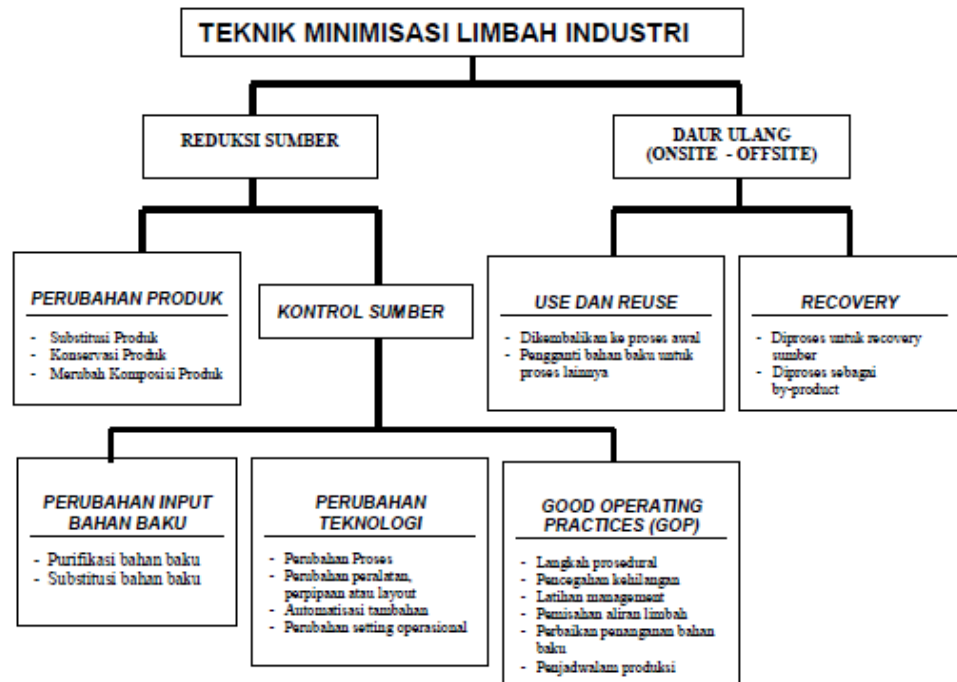 TEKNIK MINIMISASI LIMBAH INDUSTRI
REDUKSI SUMBER
DAUR ULANG
(ONSITE - OFFSITE)
PERUBAHAN PRODUK
- Substitusi Produk
- Konservasi Produk
- Merubah Komposisi Produk
KONTROL SUMBER
USE DAN REUSE
- Dikembalikan ke proses awal
- Pengganti bahan baku untuk
proses lainnya
RECOVERY
- Diproses untuk recovery
sumber
- Diproses sebagai
by-product
PERUBAHAN INPUT
BAHAN BAKU
- Purifikasi bahan baku
- Substitusi bahan baku
PERUBAHAN
TEKNOLOGI
- Perubahan Proses
- Perubahan peralatan,
perpipaan atau layout
- Automatisasi tambahan
- Perubahan setting operasional
GOOD OPERATING
PRACTICES (GOP)
- Langkah prosedural
- Pencegahan kehilangan
- Latihan management
- Pemisahan aliran limbah
- Perbaikan penanganan bahan
baku
- Penjadwalam produksi